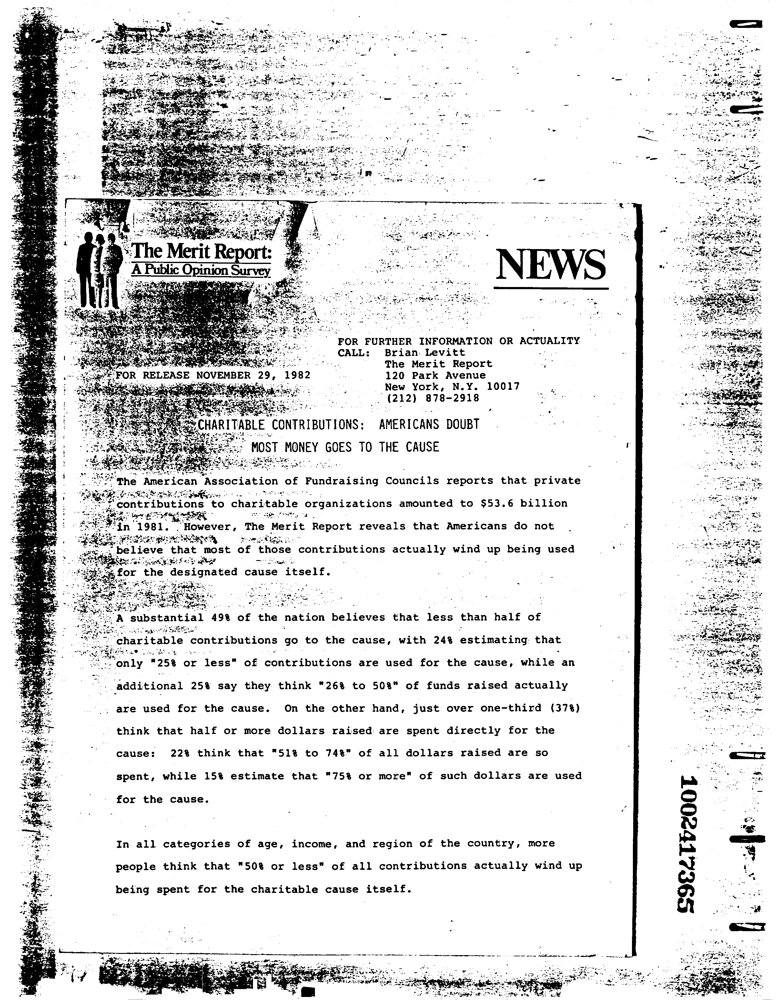 The Merit Report:
A Public Opinion Survey
NEWS
FOR FURTHER INFORMATION OR ACTUALITY
CALL: Brian Levitt
The Merit Report
120 Park Avenue
New York, N.Y. 10017
(212) 878-2918
FOR RELEASE NOVEMBER 29, 1982
CHARITABLE CONTRIBUTIONS: AMERICANS DOUBT
MOST MONEY GOES TO THE CAUSE
The American Association of Fundraising Councils reports that private
contributions to charitable organizations amounted to $53.6 billion
in 1981. However, The Merit Report reveals that Americans do not
believe that most of those contributions actually wind up being used
for the designated cause itself.
A substantial 49% of the nation believes that less than half of
charitable contributions go to the cause, with 24% estimating that
only "25% or less" of contributions are used for the cause, while an
additional 25% say they think "26% to 50%" of funds raised actually
are used for the cause. On the other hand, just over one-third (37%)
think that half or more dollars raised are spent directly for the
cause: 22% think that "51% to 74%" of all dollars raised are so
spent, while 15% estimate that "75% or more" of such dollars are used
for the cause.
In all categories of age, income, and region of the country, more
people think that "50% or less" of all contributions actually wind up
being spent for the charitable cause itself.
1002417365